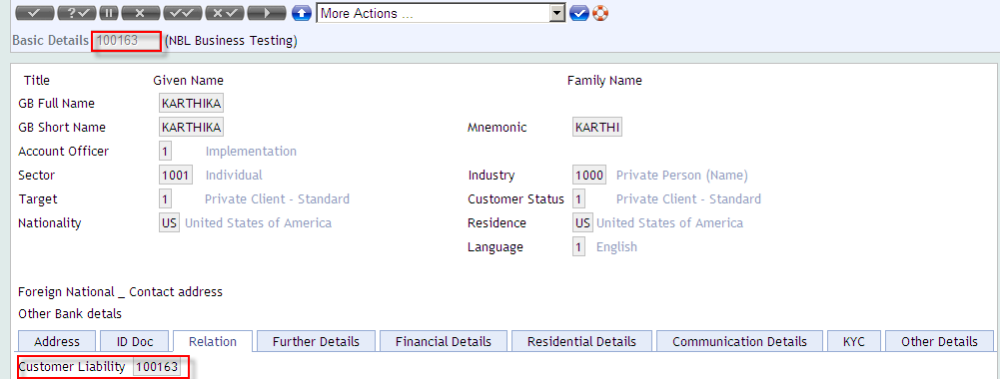 More Actions ...
Basic Details 100163 (NBL Business Testing)
Title Given Name Family Name
GB Full Name KARTHIKA
GB Short Name KARTHIKA Mnemonic KARTHI
Account Officer 1 Implementation
Sector 1001 Individual Industry 1000 Private Person (Name)
Target 1 Private Client - Standard Customer Status 1 Private Client - Standard
Nationality US United States of America Residence US United States of America
Language 1 English
Foreign National _ Contact address
Other Bank detals
Address ID Doc Relation Further Details Financial Details Residential Details Communication Details KYC Other Details
Customer Liability 100163